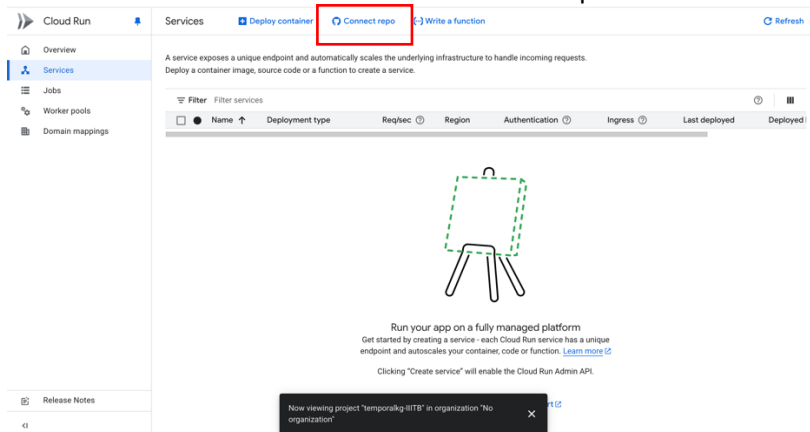 Cloud Run
Services
Deploy container
Connect repo
Write a function
Refresh
Overview
Services
Jobs
Worker pools
Domain mappings
A service exposes a unique endpoint and automatically scales the underlying infrastructure to handle incoming requests.
Deploy a container image, source code or a function to create a service.
Filter Filter services
Name Deployment type Req/sec Region Authentication Ingress Last deployed Deployed
Run your app on a fully managed platform
Get started by creating a service - each Cloud Run service has a unique
endpoint and autoscales your container, code or function. Learn more
Clicking "Create service" will enable the Cloud Run Admin API.
Release Notes
Now viewing project "temporalkg-IIITB" in organization "No
organization"